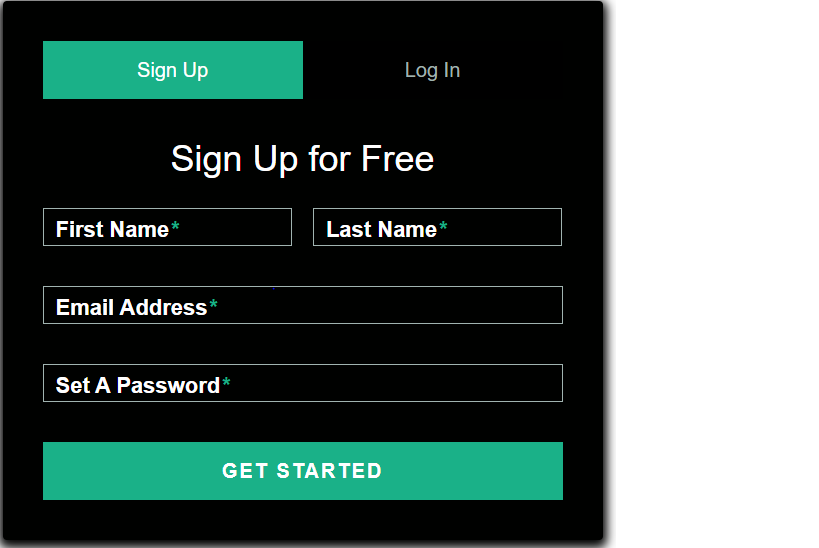 Sign Up Log In
Sign Up for Free
First Name* Last Name*
Email Address*
Set A Password*
GET STARTED